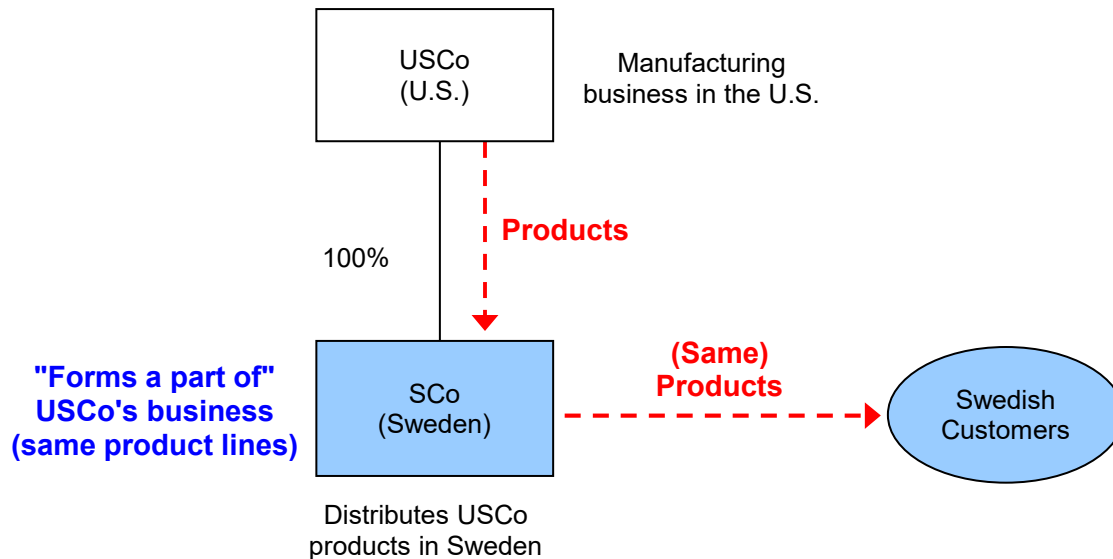 USCo
(U.S.)
Manufacturing
business in the U.S.
Products
100%
"Forms a part of"
USCo's business
(same product lines)
SCo
(Sweden)
(Same)
Products
Swedish
Customers
Distributes USCo
products in Sweden